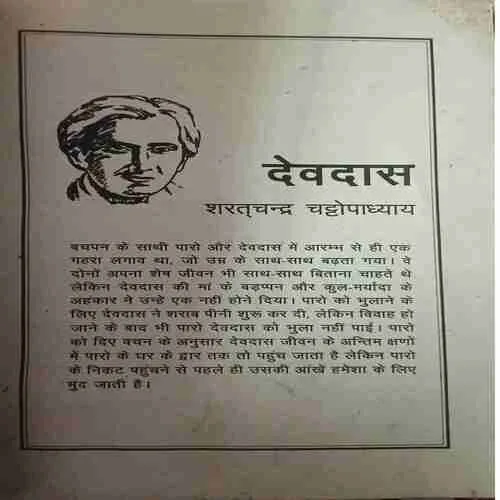 देवदास
शरत्चन्द्र चट्टोपाध्याय
बचपन के साथी पारो और देवदास में आरम्भ से ही एक
गहरा लगाव था, जो उम्र के साथ-साथ बढ़ता गया। वे
दोनों अपना शेष जीवन भी साथ-साथ बिताना चाहते थे
लेकिन देवदास की मां के बड़प्पन और कूल-मर्यादा के
अहंकार ने उन्हे एक नही होने दिया। पारो को भुलाने के
लिए देवदास ने शराब पीनी शुरू कर दी, लेकिन विवाह हो
जाने के बाद भी पारो देवदास को भुला नहीं पाई। पारो
को दिए वचन के अनुसार देवदास जीवन के अन्तिम क्षणों
में पारो के घर के द्वार तक तो पहुंच जाता है लेकिन पारो
के निकट पहुंचने से पहले ही उसकी आंखें हमेशा के लिए
मुंद जाती है।